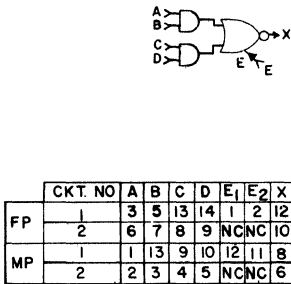 A
B
C
D
X
E
E
CKT. NO A B C D E1 E2 X
FP 1 3 5 13 14 1 2 12
2 6 7 8 9 NC NC 10
MP 1 1 13 9 10 12 11 8
2 2 3 4 5 NC NC 6